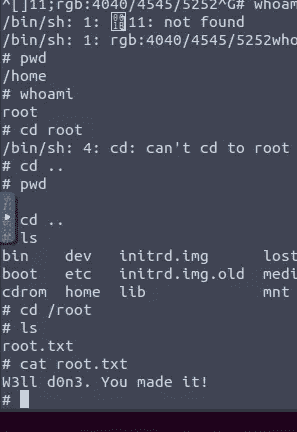 ^[]11;rgb:4040/4545/5252^G# whoam
/bin/sh: 1: 11: not found
/bin/sh: 1: rgb:4040/4545/5252who
# pwd
/home
# whoami
root
# cd root
/bin/sh: 4: cd: can't cd to root
# cd ..
# pwd
cd ..
ls
bin dev initrd.img lost
boot etc initrd.img.old medi
cdrom home lib mnt
# cd /root
# ls
root.txt
# cat root.txt
W3ll d0n3. You made it!
#